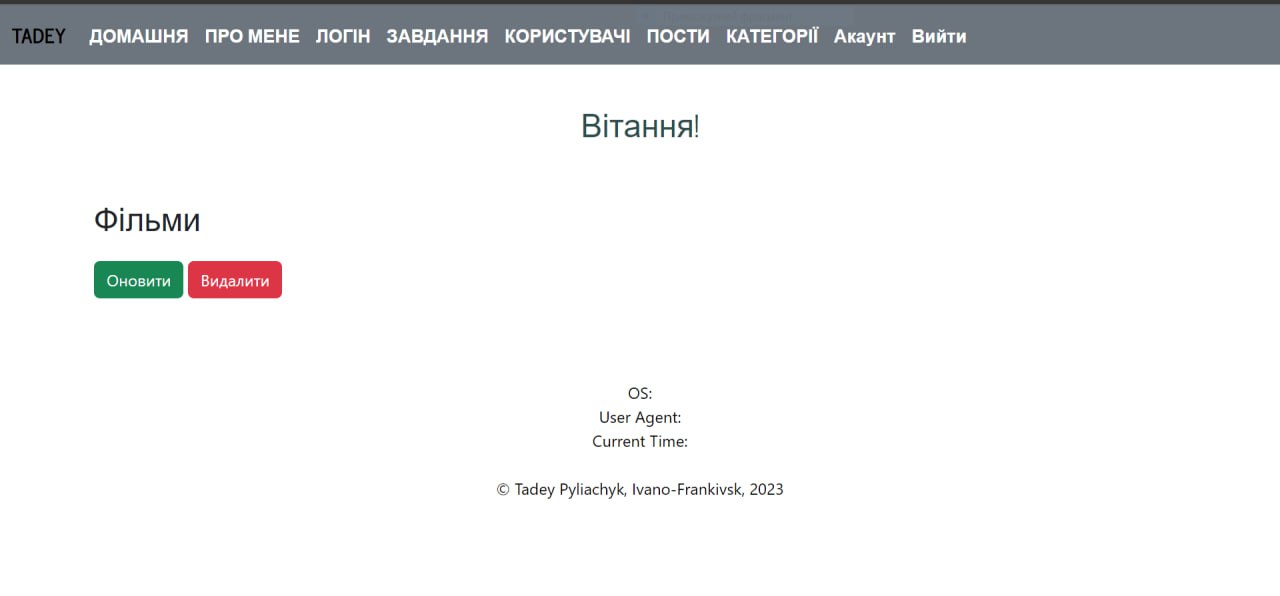 TADEY ДОМАШНЯ ПРО МЕНЕ ЛОГІН ЗАВДАННЯ КОРИСТУВАЧІ ПОСТИ КАТЕГОРІЇ Акаунт Вийти
Вітання!
Фільми
Оновити Видалити
OS:
User Agent:
Current Time:
© Tadey Pyliachyk, Ivano-Frankivsk, 2023